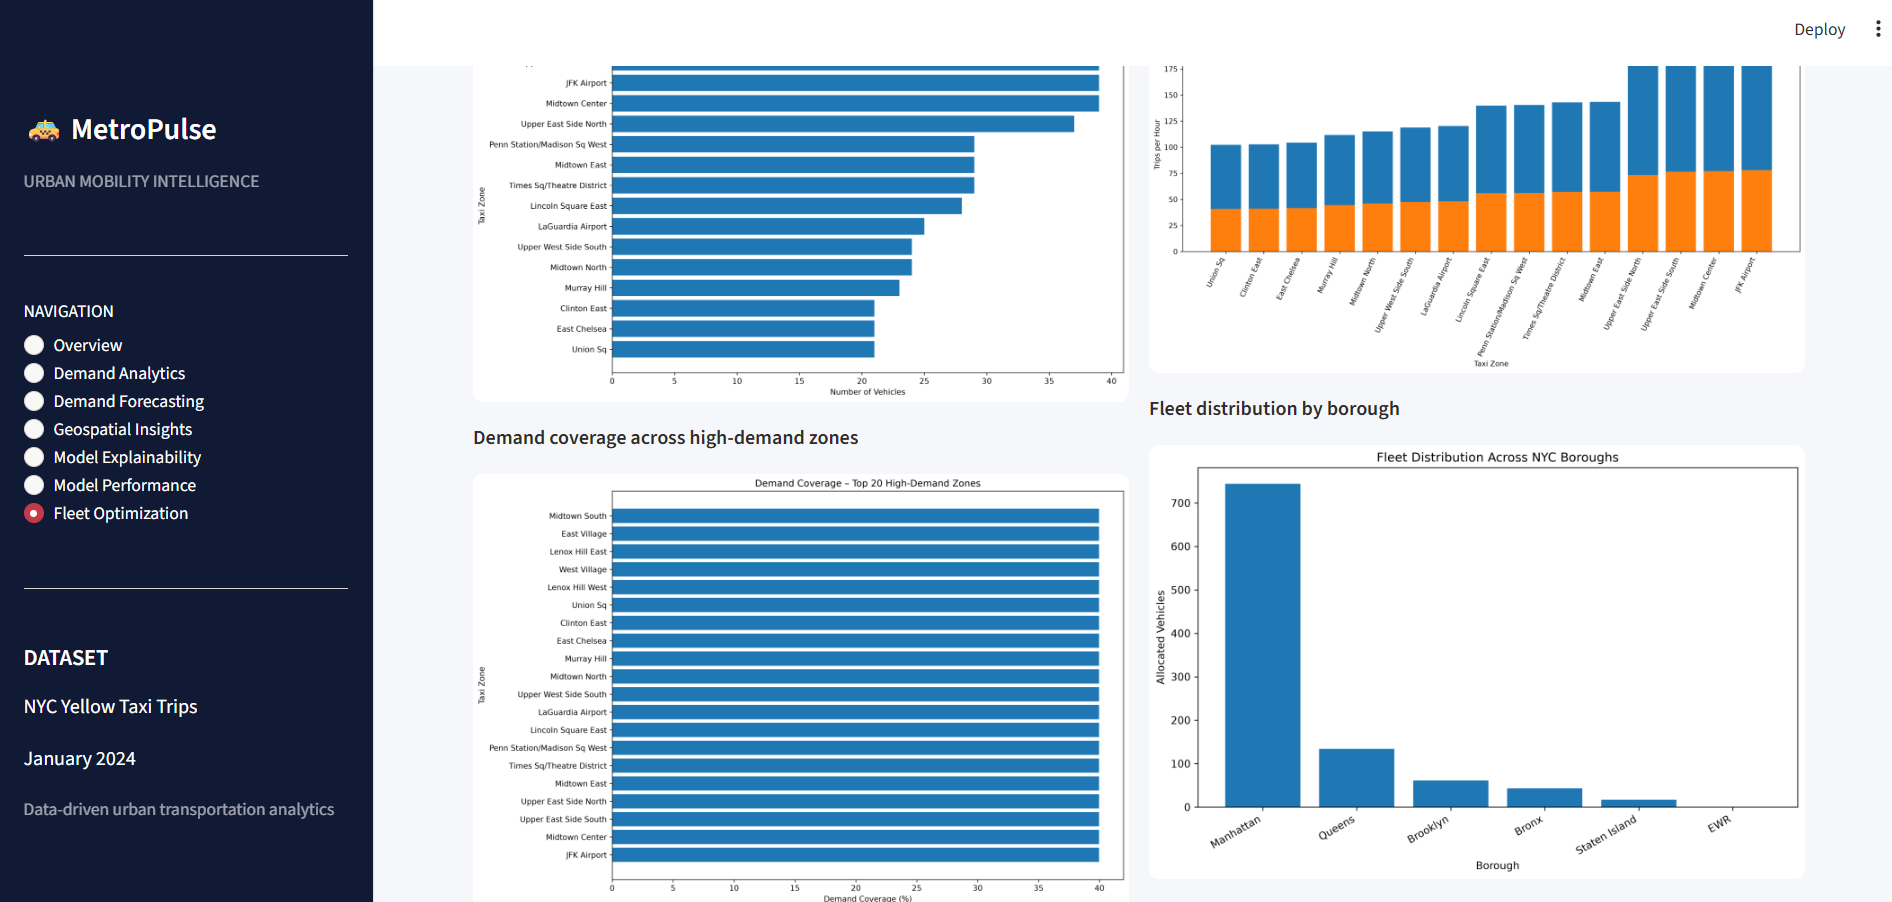 Deploy
🚕 MetroPulse
URBAN MOBILITY INTELLIGENCE
NAVIGATION
Overview
Demand Analytics
Demand Forecasting
Geospatial Insights
Model Explainability
Model Performance
Fleet Optimization
DATASET
NYC Yellow Taxi Trips
January 2024
Data-driven urban transportation analytics
JFK Airport
Midtown Center
Upper East Side North
Penn Station/Madison Sq West
Midtown East
Times Sq/Theatre District
Lincoln Square East
LaGuardia Airport
Upper West Side South
Midtown North
Murray Hill
Clinton East
East Chelsea
Union Sq
Taxi Zone
0 5 10 15 20 25 30 35 40
Number of Vehicles
Demand coverage across high-demand zones
Demand Coverage – Top 20 High-Demand Zones
Midtown South
East Village
Lenox Hill East
West Village
Lenox Hill West
Union Sq
Clinton East
East Chelsea
Murray Hill
Midtown North
Upper West Side South
LaGuardia Airport
Lincoln Square East
Penn Station/Madison Sq West
Times Sq/Theatre District
Midtown East
Upper East Side North
Upper East Side South
Midtown Center
JFK Airport
Taxi Zone
0 5 10 15 20 25 30 35 40
Demand Coverage (%)
175
150
125
100
75
50
25
0
Trips per Hour
Union Sq
Clinton East
East Chelsea
Murray Hill
Midtown North
Upper West Side South
LaGuardia Airport
Lincoln Square East
Penn Station/Madison Sq West
Times Sq/Theatre District
Midtown East
Upper East Side North
Upper East Side South
Midtown Center
JFK Airport
Taxi Zone
Fleet distribution by borough
Fleet Distribution Across NYC Boroughs
700
600
500
400
300
200
100
0
Allocated Vehicles
Manhattan
Queens
Brooklyn
Bronx
Staten Island
EWR
Borough